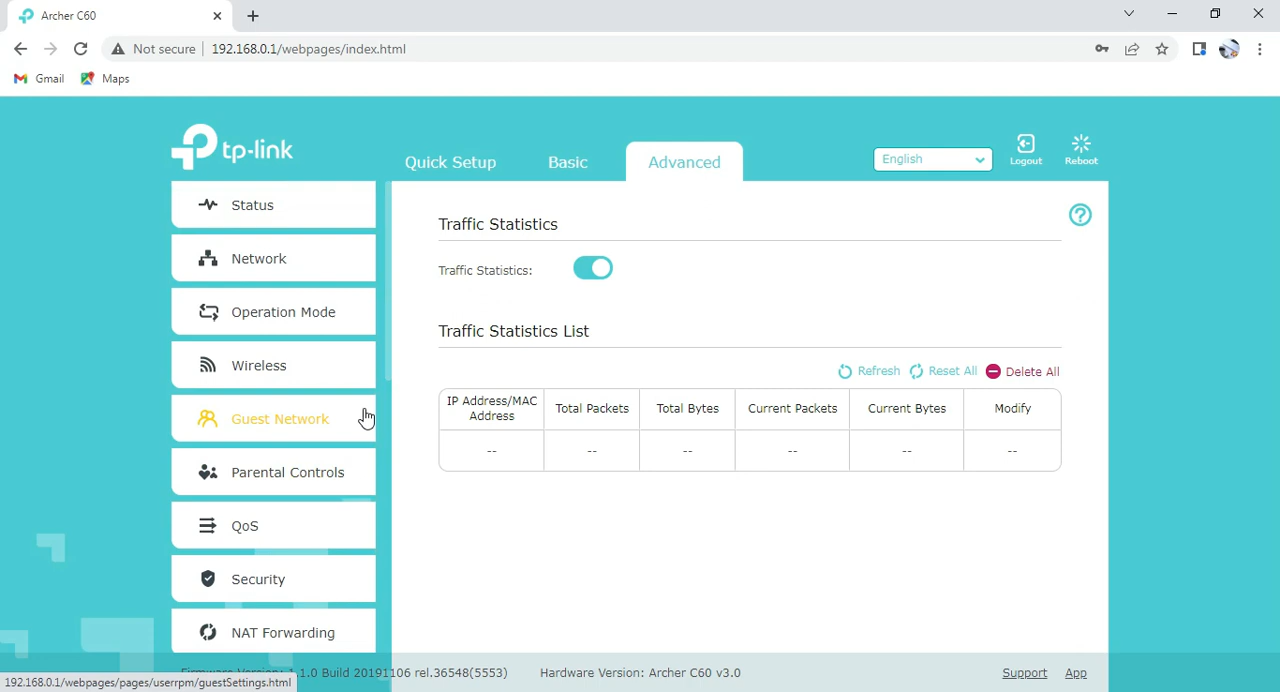 Archer C60
Not secure 192.168.0.1/webpages/index.html
Gmail Maps
tp-link
Quick Setup Basic Advanced
English
Logout Reboot
Status
Network
Operation Mode
Wireless
Guest Network
Parental Controls
QoS
Security
NAT Forwarding
Traffic Statistics
Traffic Statistics:
Traffic Statistics List
Refresh Reset All Delete All
IP Address/MAC Address Total Packets Total Bytes Current Packets Current Bytes Modify
-- -- -- -- -- --
Firmware Version: 1.1.0 Build 20191106 rel.36548(5553) Hardware Version: Archer C60 v3.0 Support App
192.168.0.1/webpages/pages/userrpm/guestSettings.html